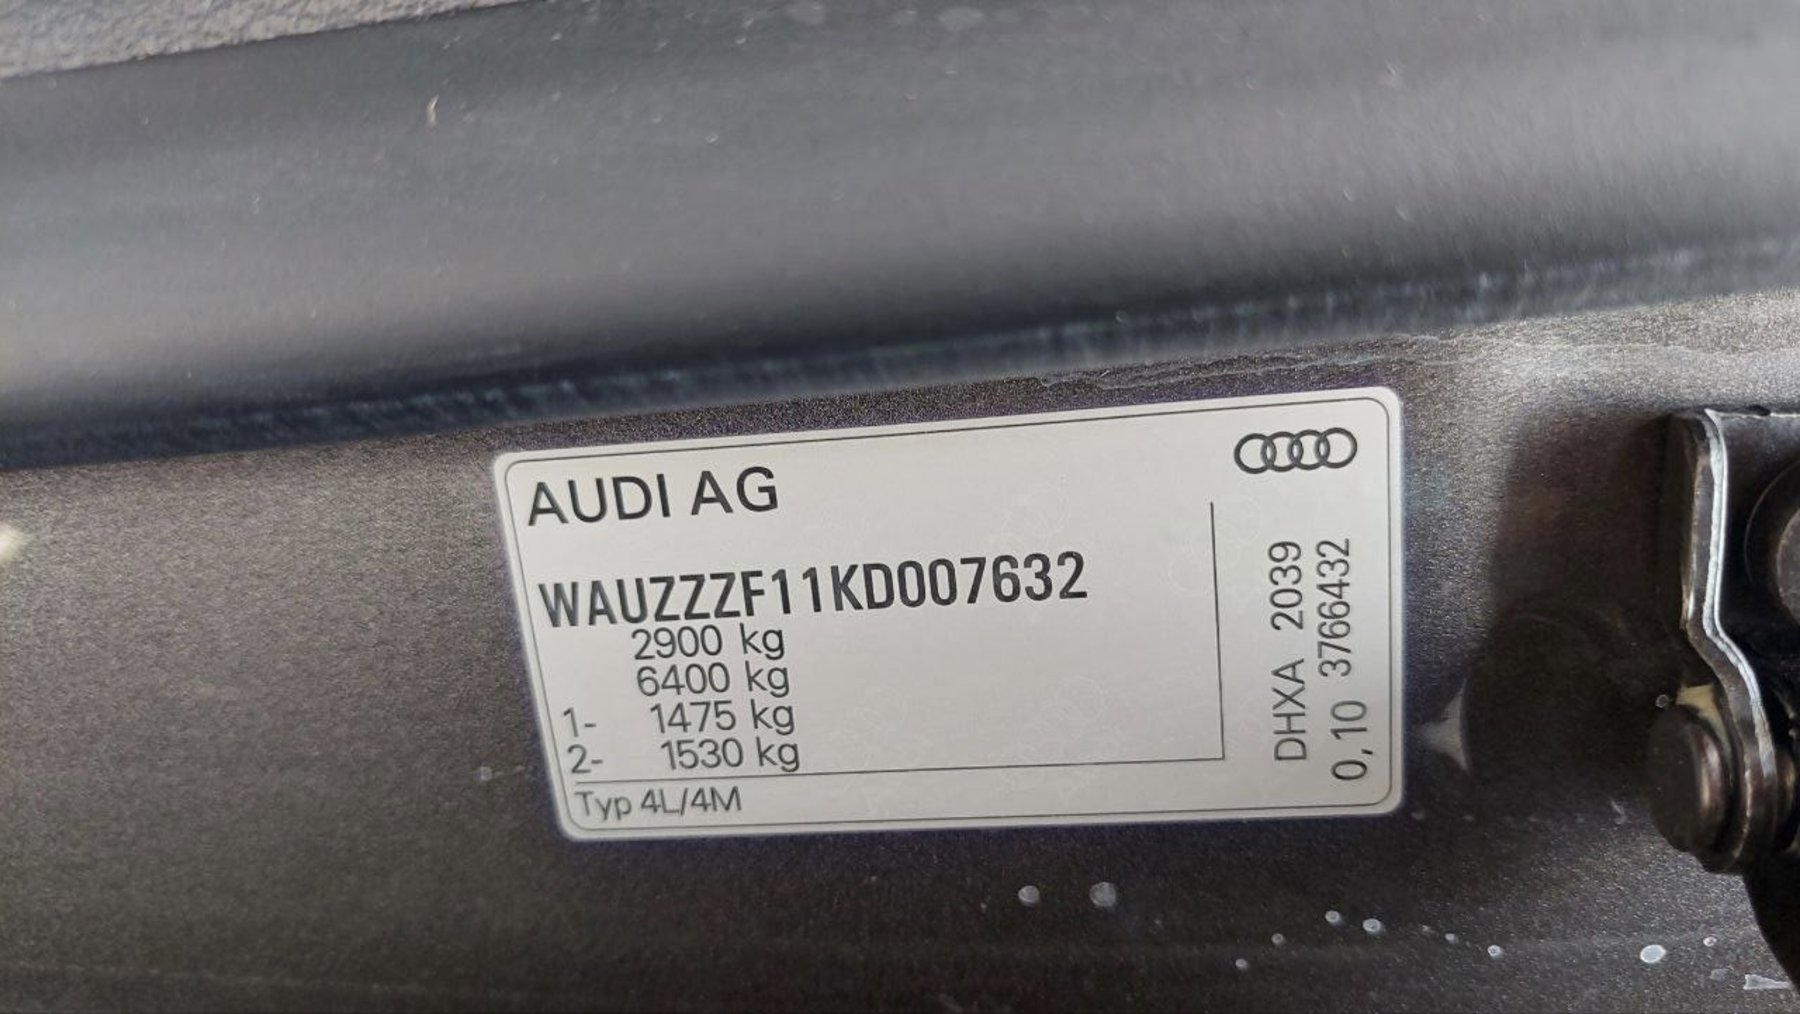 AUDI AG
WAUZZZF11KD007632
2900 kg
6400 kg
1- 1475 kg
2- 1530 kg
Typ 4L/4M
DHXA 2039
0,10 3766432